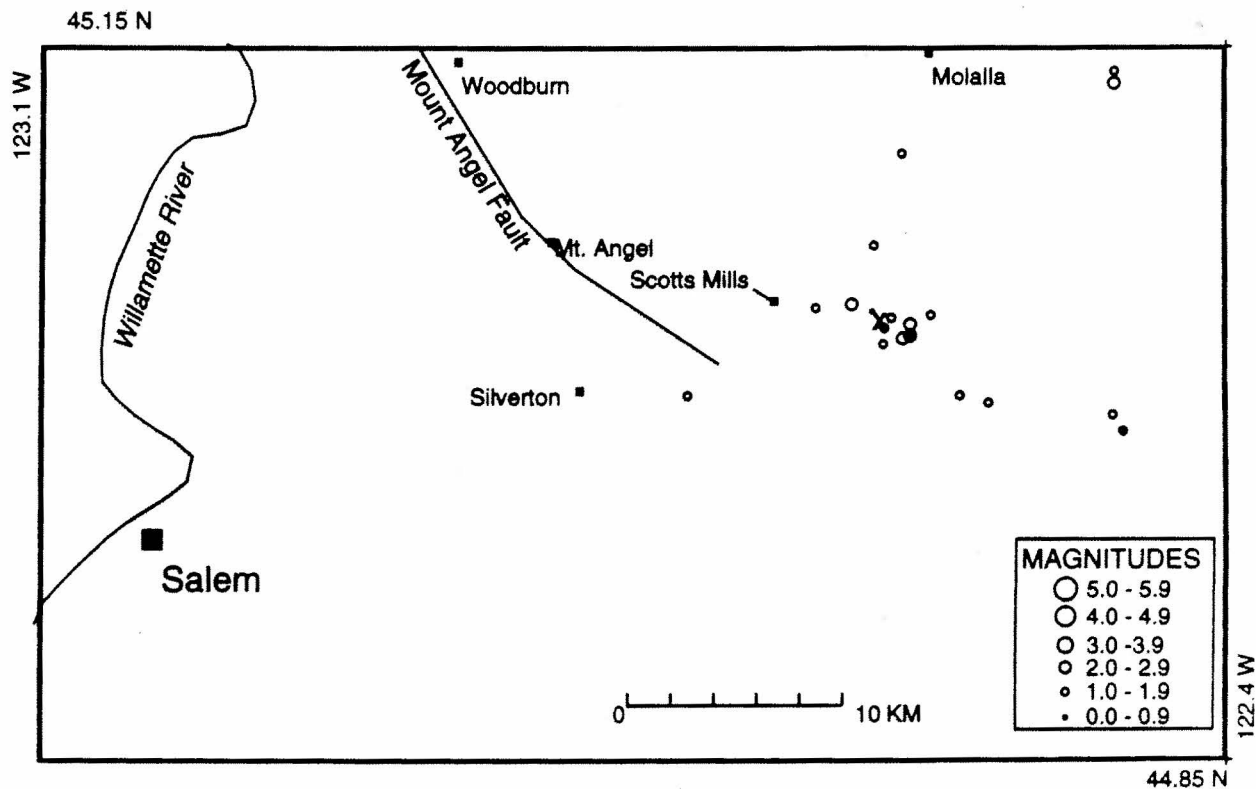 45.15 N
123.1 W
Woodburn
Molalla
Mount Angel Fault
Willamette River
Mt. Angel
Scotts Mills
Silverton
Salem
MAGNITUDES
5.0 - 5.9
4.0 - 4.9
3.0 -3.9
2.0 - 2.9
1.0 - 1.9
0.0 - 0.9
0 10 KM
122.4 W
44.85 N